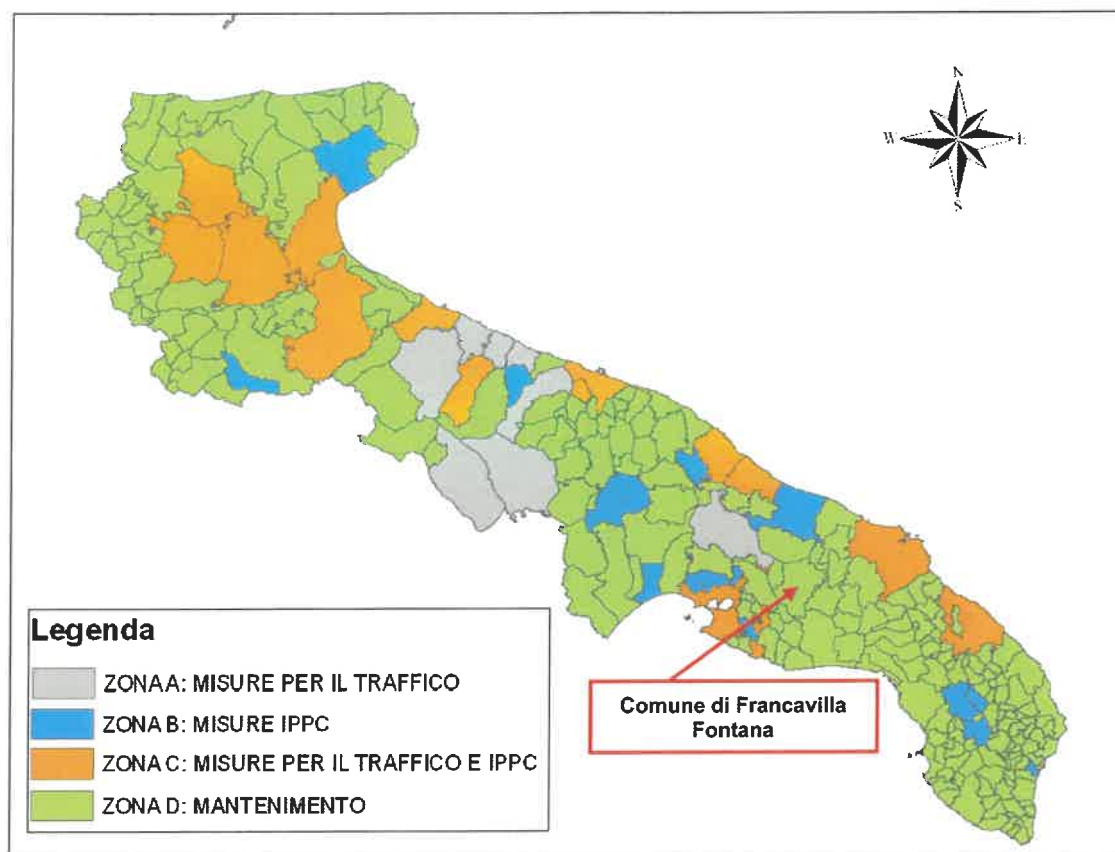 N
W E
S
Legenda
ZONA A: MISURE PER IL TRAFFICO
ZONA B: MISURE IPPC
ZONA C: MISURE PER IL TRAFFICO E IPPC
ZONA D: MANTENIMENTO
Comune di Francavilla
Fontana